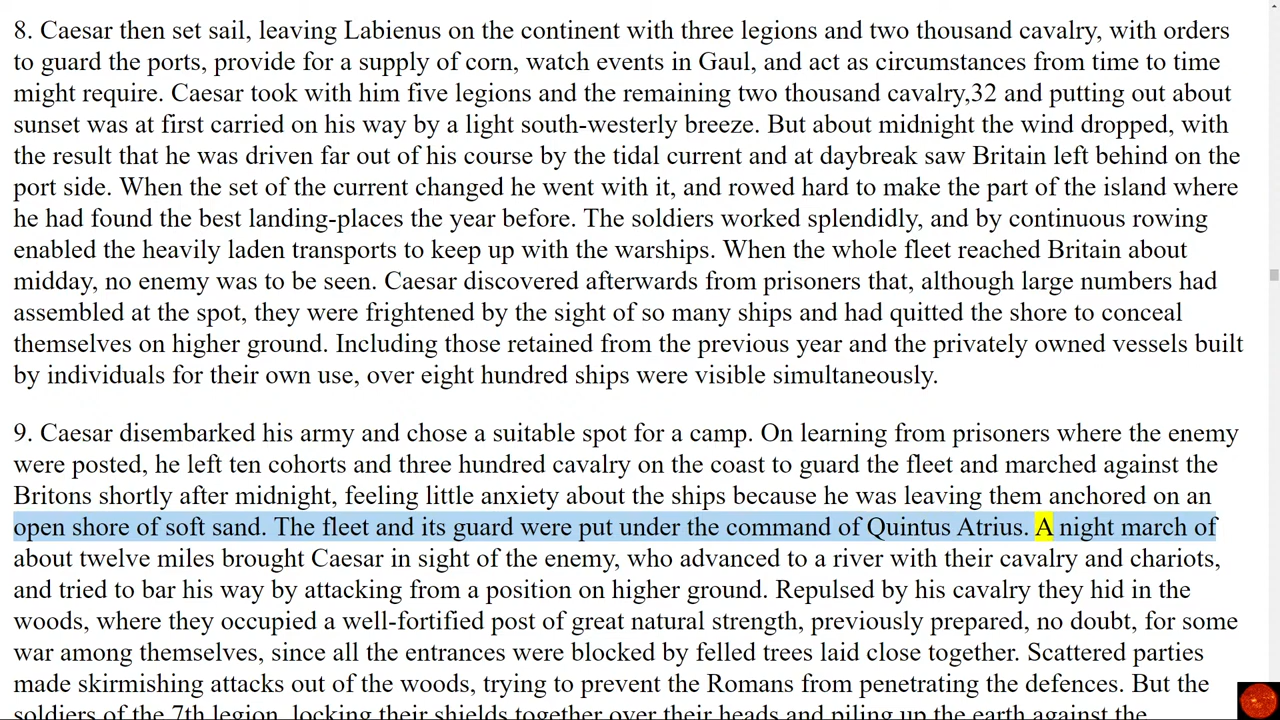 8. Caesar then set sail, leaving Labienus on the continent with three legions and two thousand cavalry, with orders
to guard the ports, provide for a supply of corn, watch events in Gaul, and act as circumstances from time to time
might require. Caesar took with him five legions and the remaining two thousand cavalry,32 and putting out about
sunset was at first carried on his way by a light south-westerly breeze. But about midnight the wind dropped, with
the result that he was driven far out of his course by the tidal current and at daybreak saw Britain left behind on the
port side. When the set of the current changed he went with it, and rowed hard to make the part of the island where
he had found the best landing-places the year before. The soldiers worked splendidly, and by continuous rowing
enabled the heavily laden transports to keep up with the warships. When the whole fleet reached Britain about
midday, no enemy was to be seen. Caesar discovered afterwards from prisoners that, although large numbers had
assembled at the spot, they were frightened by the sight of so many ships and had quitted the shore to conceal
themselves on higher ground. Including those retained from the previous year and the privately owned vessels built
by individuals for their own use, over eight hundred ships were visible simultaneously.
9. Caesar disembarked his army and chose a suitable spot for a camp. On learning from prisoners where the enemy
were posted, he left ten cohorts and three hundred cavalry on the coast to guard the fleet and marched against the
Britons shortly after midnight, feeling little anxiety about the ships because he was leaving them anchored on an
open shore of soft sand. The fleet and its guard were put under the command of Quintus Atrius. A night march of
about twelve miles brought Caesar in sight of the enemy, who advanced to a river with their cavalry and chariots,
and tried to bar his way by attacking from a position on higher ground. Repulsed by his cavalry they hid in the
woods, where they occupied a well-fortified post of great natural strength, previously prepared, no doubt, for some
war among themselves, since all the entrances were blocked by felled trees laid close together. Scattered parties
made skirmishing attacks out of the woods, trying to prevent the Romans from penetrating the defences. But the
soldiers of the 7th legion, locking their shields together over their heads and piling up the earth against the